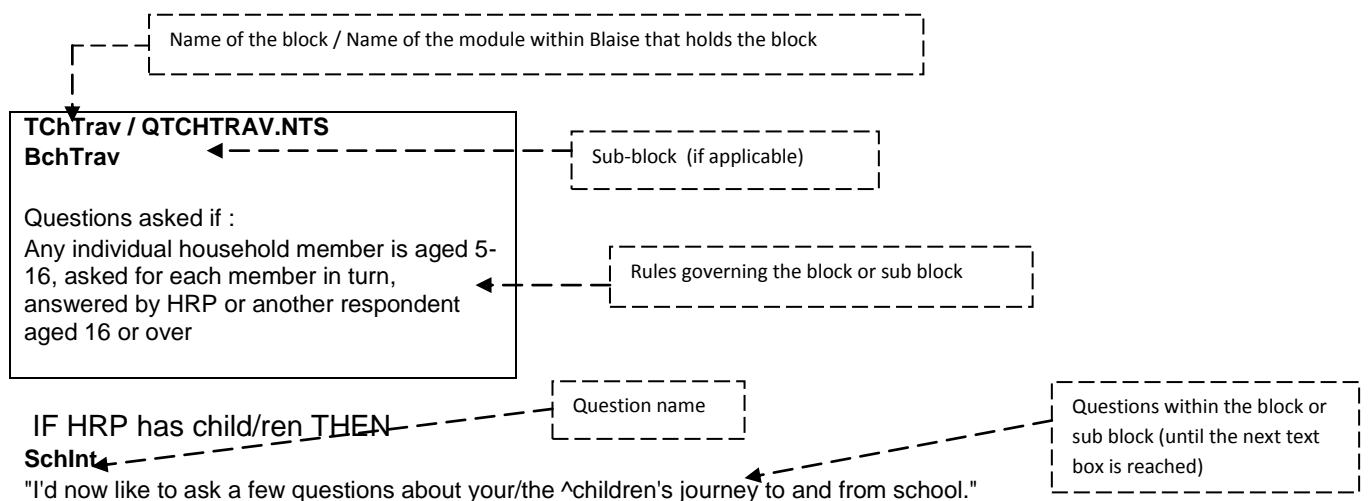 Name of the block / Name of the module within Blaise that holds the block
TChTrav / QTCHTRAV.NTS
BchTrav
Sub-block (if applicable)
Questions asked if :
Any individual household member is aged 5-
16, asked for each member in turn,
answered by HRP or another respondent
aged 16 or over
Rules governing the block or sub block
IF HRP has child/ren THEN
Question name
Questions within the block or
sub block (until the next text
box is reached)
SchInt
"I'd now like to ask a few questions about your/the ^children's journey to and from school."